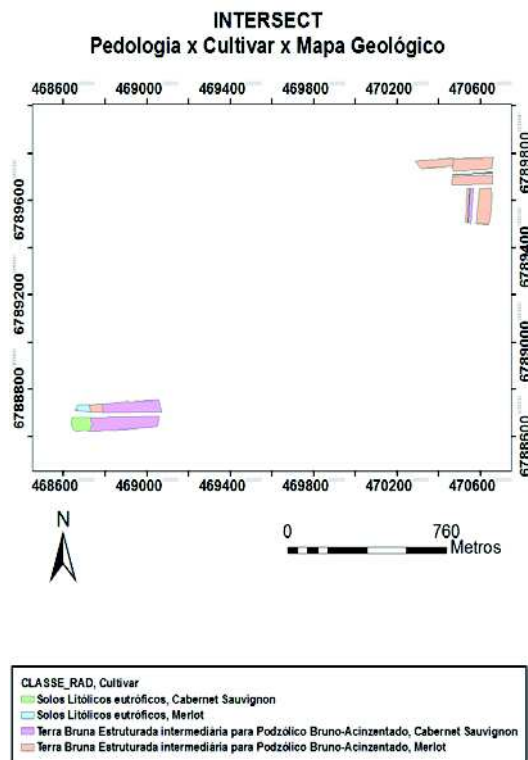 INTERSECT
Pedologia x Cultivar x Mapa Geológico
468600 469000 469400 469800 470200 470600
6789600
6789200
6788800
6789800
6789400
6789000
6788600
468600 469000 469400 469800 470200 470600
N
0 760
Metros
CLASSE_RAD, Cultivar
Solos Litólicos eutróficos, Cabernet Sauvignon
Solos Litólicos eutróficos, Merlot
Terra Bruna Estruturada intermediária para Podzólico Bruno-Acinzentado, Cabernet Sauvignon
Terra Bruna Estruturada intermediária para Podzólico Bruno-Acinzentado, Merlot